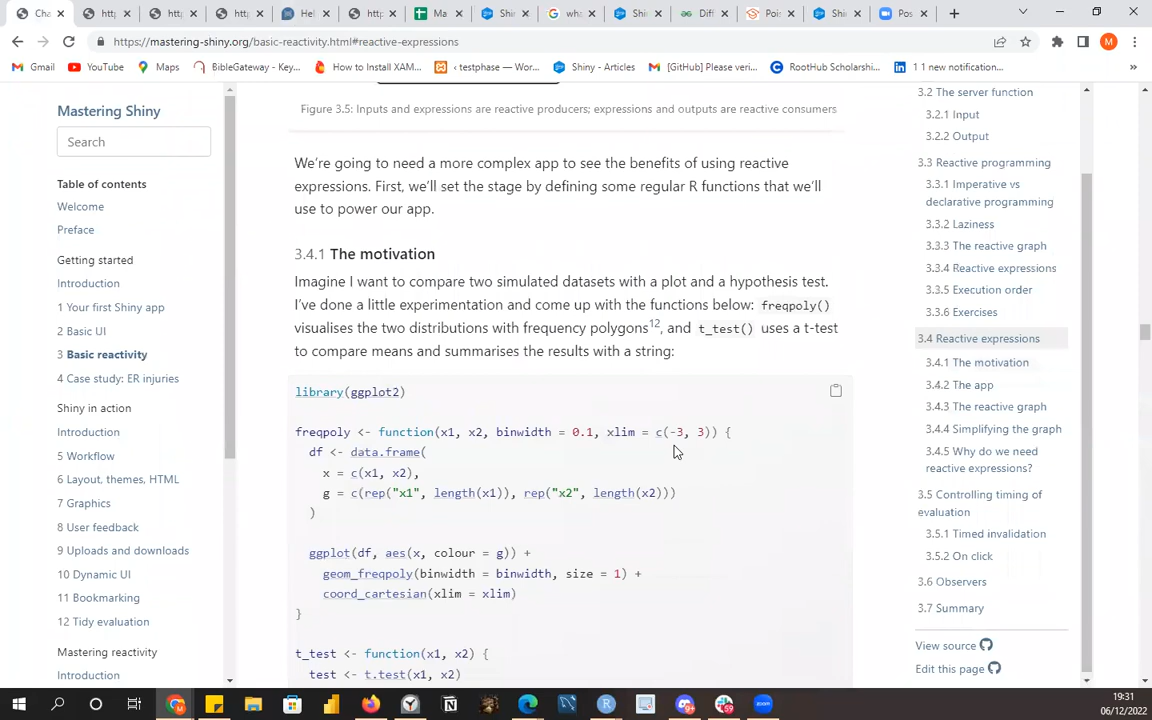 Cha
http
htt
http
Hel
http
Ma
Shin
wha
Shi
Diff
Pois
Shin
Pos
https://mastering-shiny.org/basic-reactivity.html#reactive-expressions
M
Gmail
YouTube
Maps
BibleGateway - Key...
How to Install XAM...
‹ testphase — Wor...
Shiny - Articles
[GitHub] Please veri...
RootHub Scholarshi...
1 1 new notification...
»
Mastering Shiny
Search
Table of contents
Welcome
Preface
Getting started
Introduction
1 Your first Shiny app
2 Basic UI
3 Basic reactivity
4 Case study: ER injuries
Shiny in action
Introduction
5 Workflow
6 Layout, themes, HTML
7 Graphics
8 User feedback
9 Uploads and downloads
10 Dynamic UI
11 Bookmarking
12 Tidy evaluation
Mastering reactivity
Introduction
Figure 3.5: Inputs and expressions are reactive producers; expressions and outputs are reactive consumers
We're going to need a more complex app to see the benefits of using reactive
expressions. First, we'll set the stage by defining some regular R functions that we'll
use to power our app.
3.4.1 The motivation
Imagine I want to compare two simulated datasets with a plot and a hypothesis test.
I've done a little experimentation and come up with the functions below: freqpoly()
visualises the two distributions with frequency polygons12, and t_test() uses a t-test
to compare means and summarises the results with a string:
library(ggplot2)
freqpoly <- function(x1, x2, binwidth = 0.1, xlim = c(-3, 3)) {
df <- data.frame(
x = c(x1, x2),
g = c(rep("x1", length(x1)), rep("x2", length(x2)))
)
ggplot(df, aes(x, colour = g)) +
geom_freqpoly(binwidth = binwidth, size = 1) +
coord_cartesian(xlim = xlim)
}
t_test <- function(x1, x2) {
test <- t.test(x1, x2)
3.2 The server function
3.2.1 Input
3.2.2 Output
3.3 Reactive programming
3.3.1 Imperative vs
declarative programming
3.3.2 Laziness
3.3.3 The reactive graph
3.3.4 Reactive expressions
3.3.5 Execution order
3.3.6 Exercises
3.4 Reactive expressions
3.4.1 The motivation
3.4.2 The app
3.4.3 The reactive graph
3.4.4 Simplifying the graph
3.4.5 Why do we need
reactive expressions?
3.5 Controlling timing of
evaluation
3.5.1 Timed invalidation
3.5.2 On click
3.6 Observers
3.7 Summary
View source
Edit this page
19:31
06/12/2022